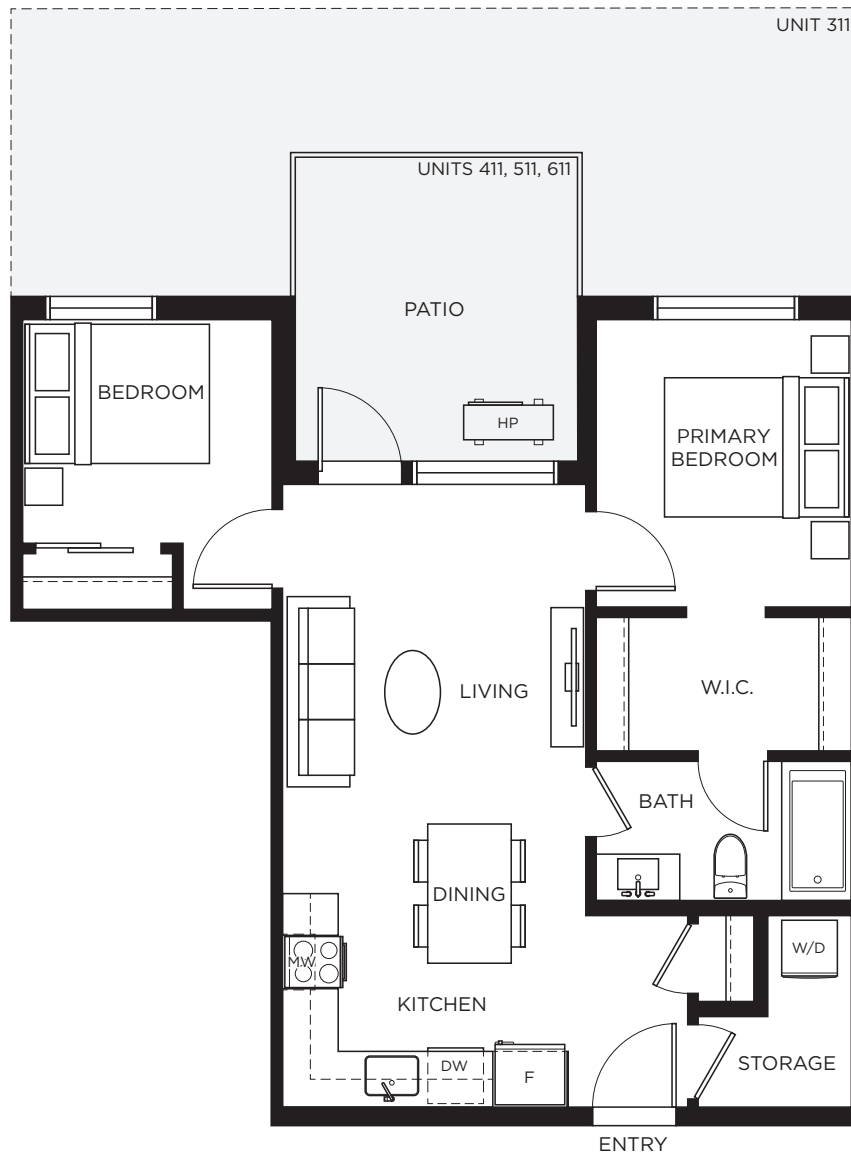 UNIT 311
UNITS 411, 511, 611
PATIO
BEDROOM
HP
PRIMARY
BEDROOM
LIVING
W.I.C.
BATH
DINING
W/D
MW
KITCHEN
DW
STORAGE
F
ENTRY